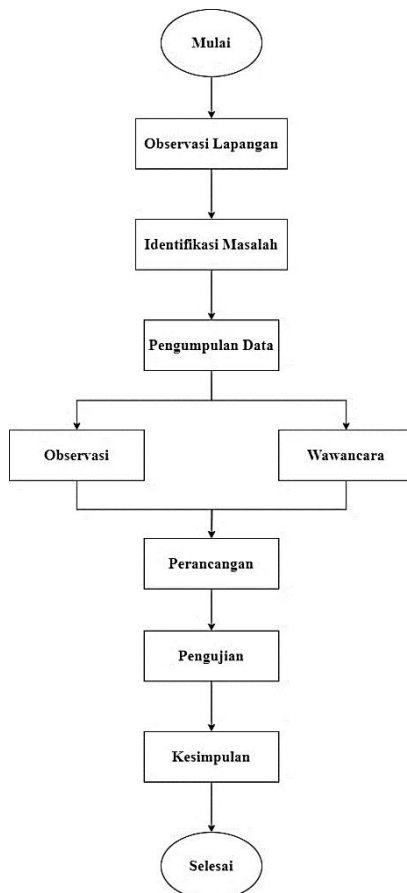 Mulai
Observasi Lapangan
Identifikasi Masalah
Pengumpulan Data
Observasi
Wawancara
Perancangan
Pengujian
Kesimpulan
Selesai